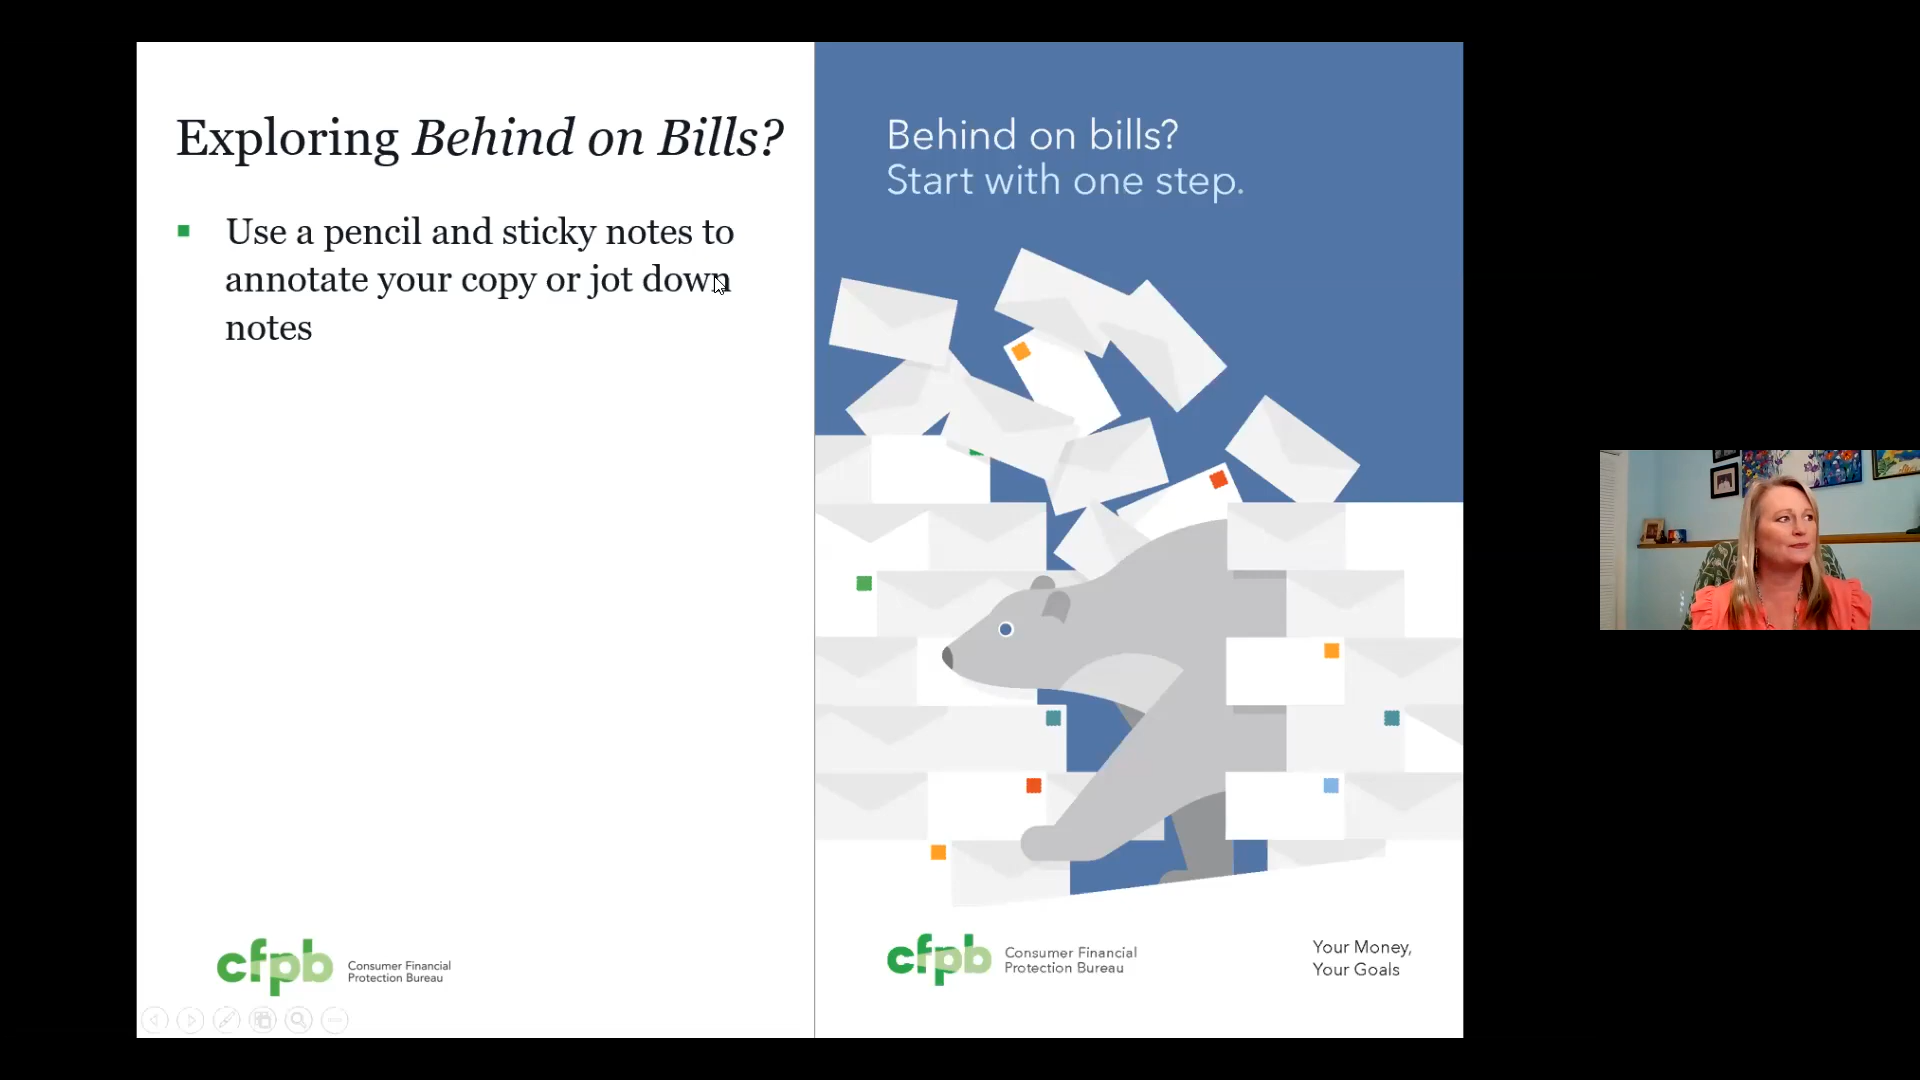 Exploring Behind on Bills?
Use a pencil and sticky notes to
annotate your copy or jot down
notes
cfpb Consumer Financial
Protection Bureau
Behind on bills?
Start with one step.
cfpb Consumer Financial
Protection Bureau
Your Money,
Your Goals